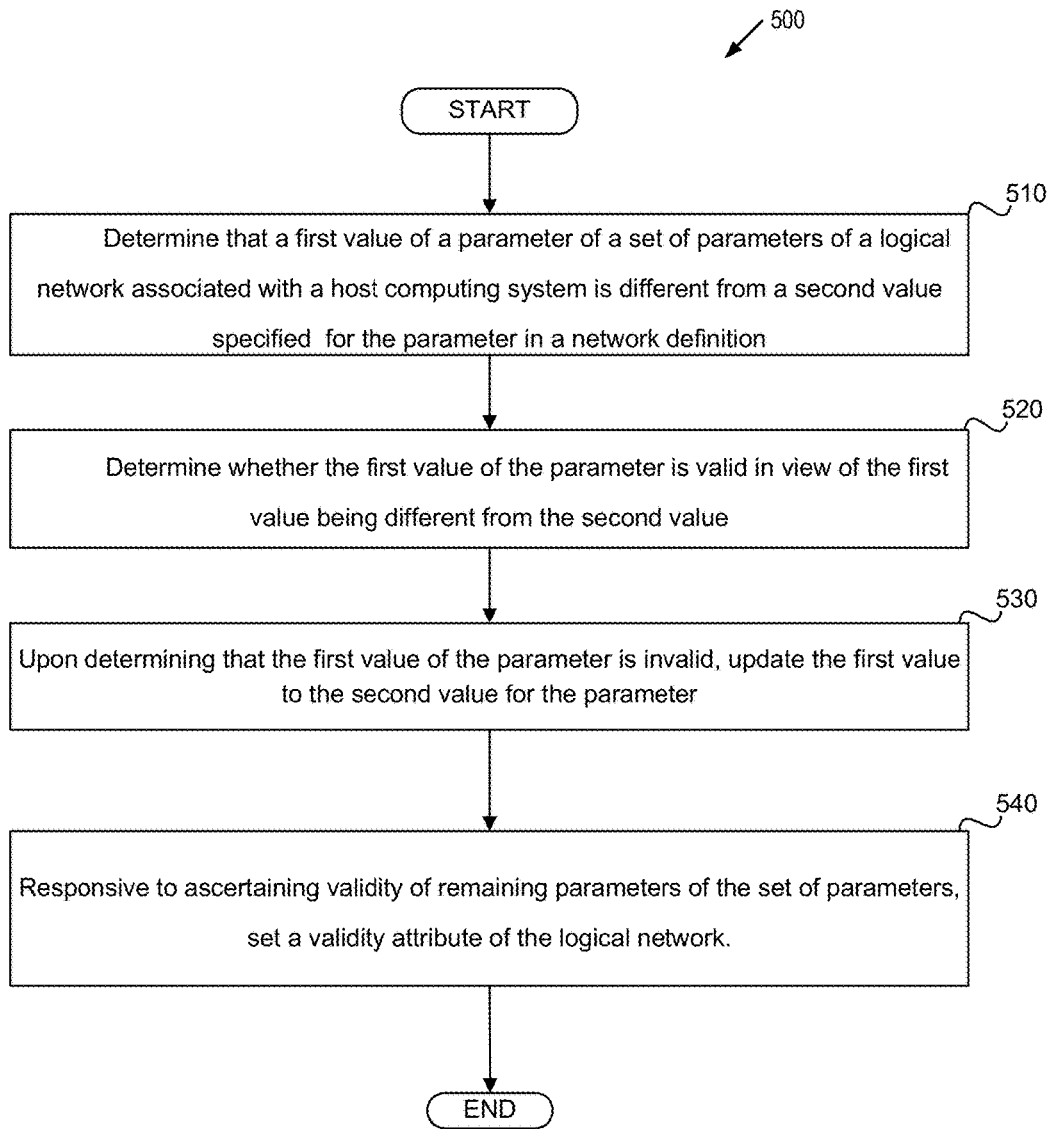 500
START
510
Determine that a first value of a parameter of a set of parameters of a logical
network associated with a host computing system is different from a second value
specified for the parameter in a network definition
520
Determine whether the first value of the parameter is valid in view of the first
value being different from the second value
530
Upon determining that the first value of the parameter is invalid, update the first value
to the second value for the parameter
540
Responsive to ascertaining validity of remaining parameters of the set of parameters,
set a validity attribute of the logical network.
END